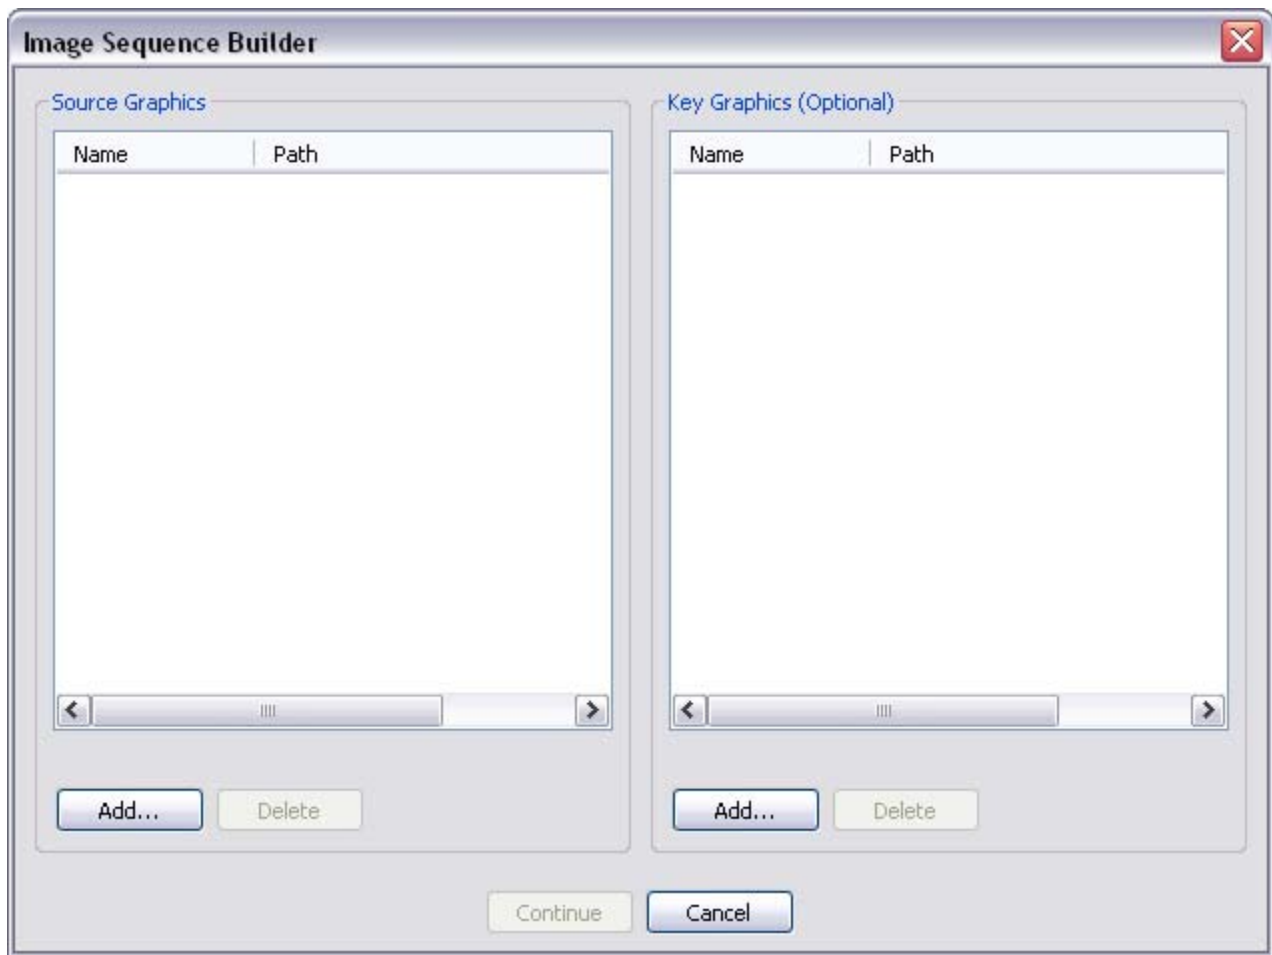 Image Sequence Builder
Source Graphics
Name Path
Add... Delete
Key Graphics (Optional)
Name Path
Add... Delete
Continue Cancel